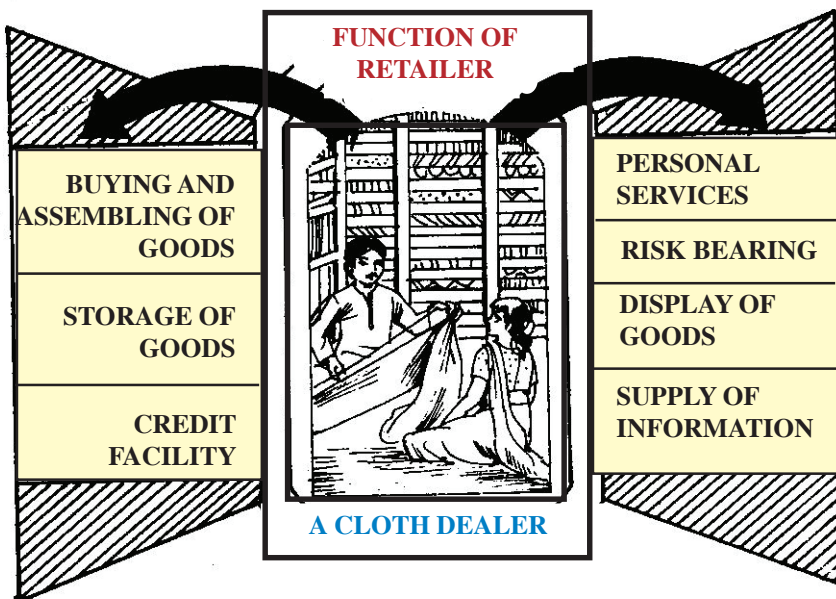 FUNCTION OF
RETAILER
BUYING AND
ASSEMBLING OF
GOODS
STORAGE OF
GOODS
CREDIT
FACILITY
PERSONAL
SERVICES
RISK BEARING
DISPLAY OF
GOODS
SUPPLY OF
INFORMATION
A CLOTH DEALER